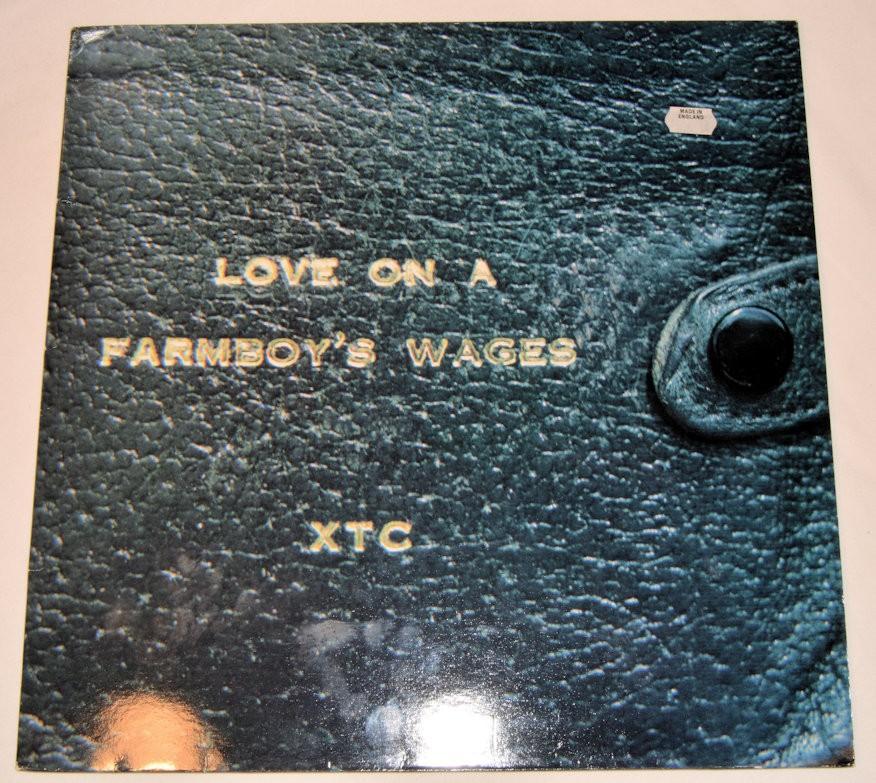 MADE IN
ENGLAND
LOVE ON A
FARMBOY'S WAGES
XTC